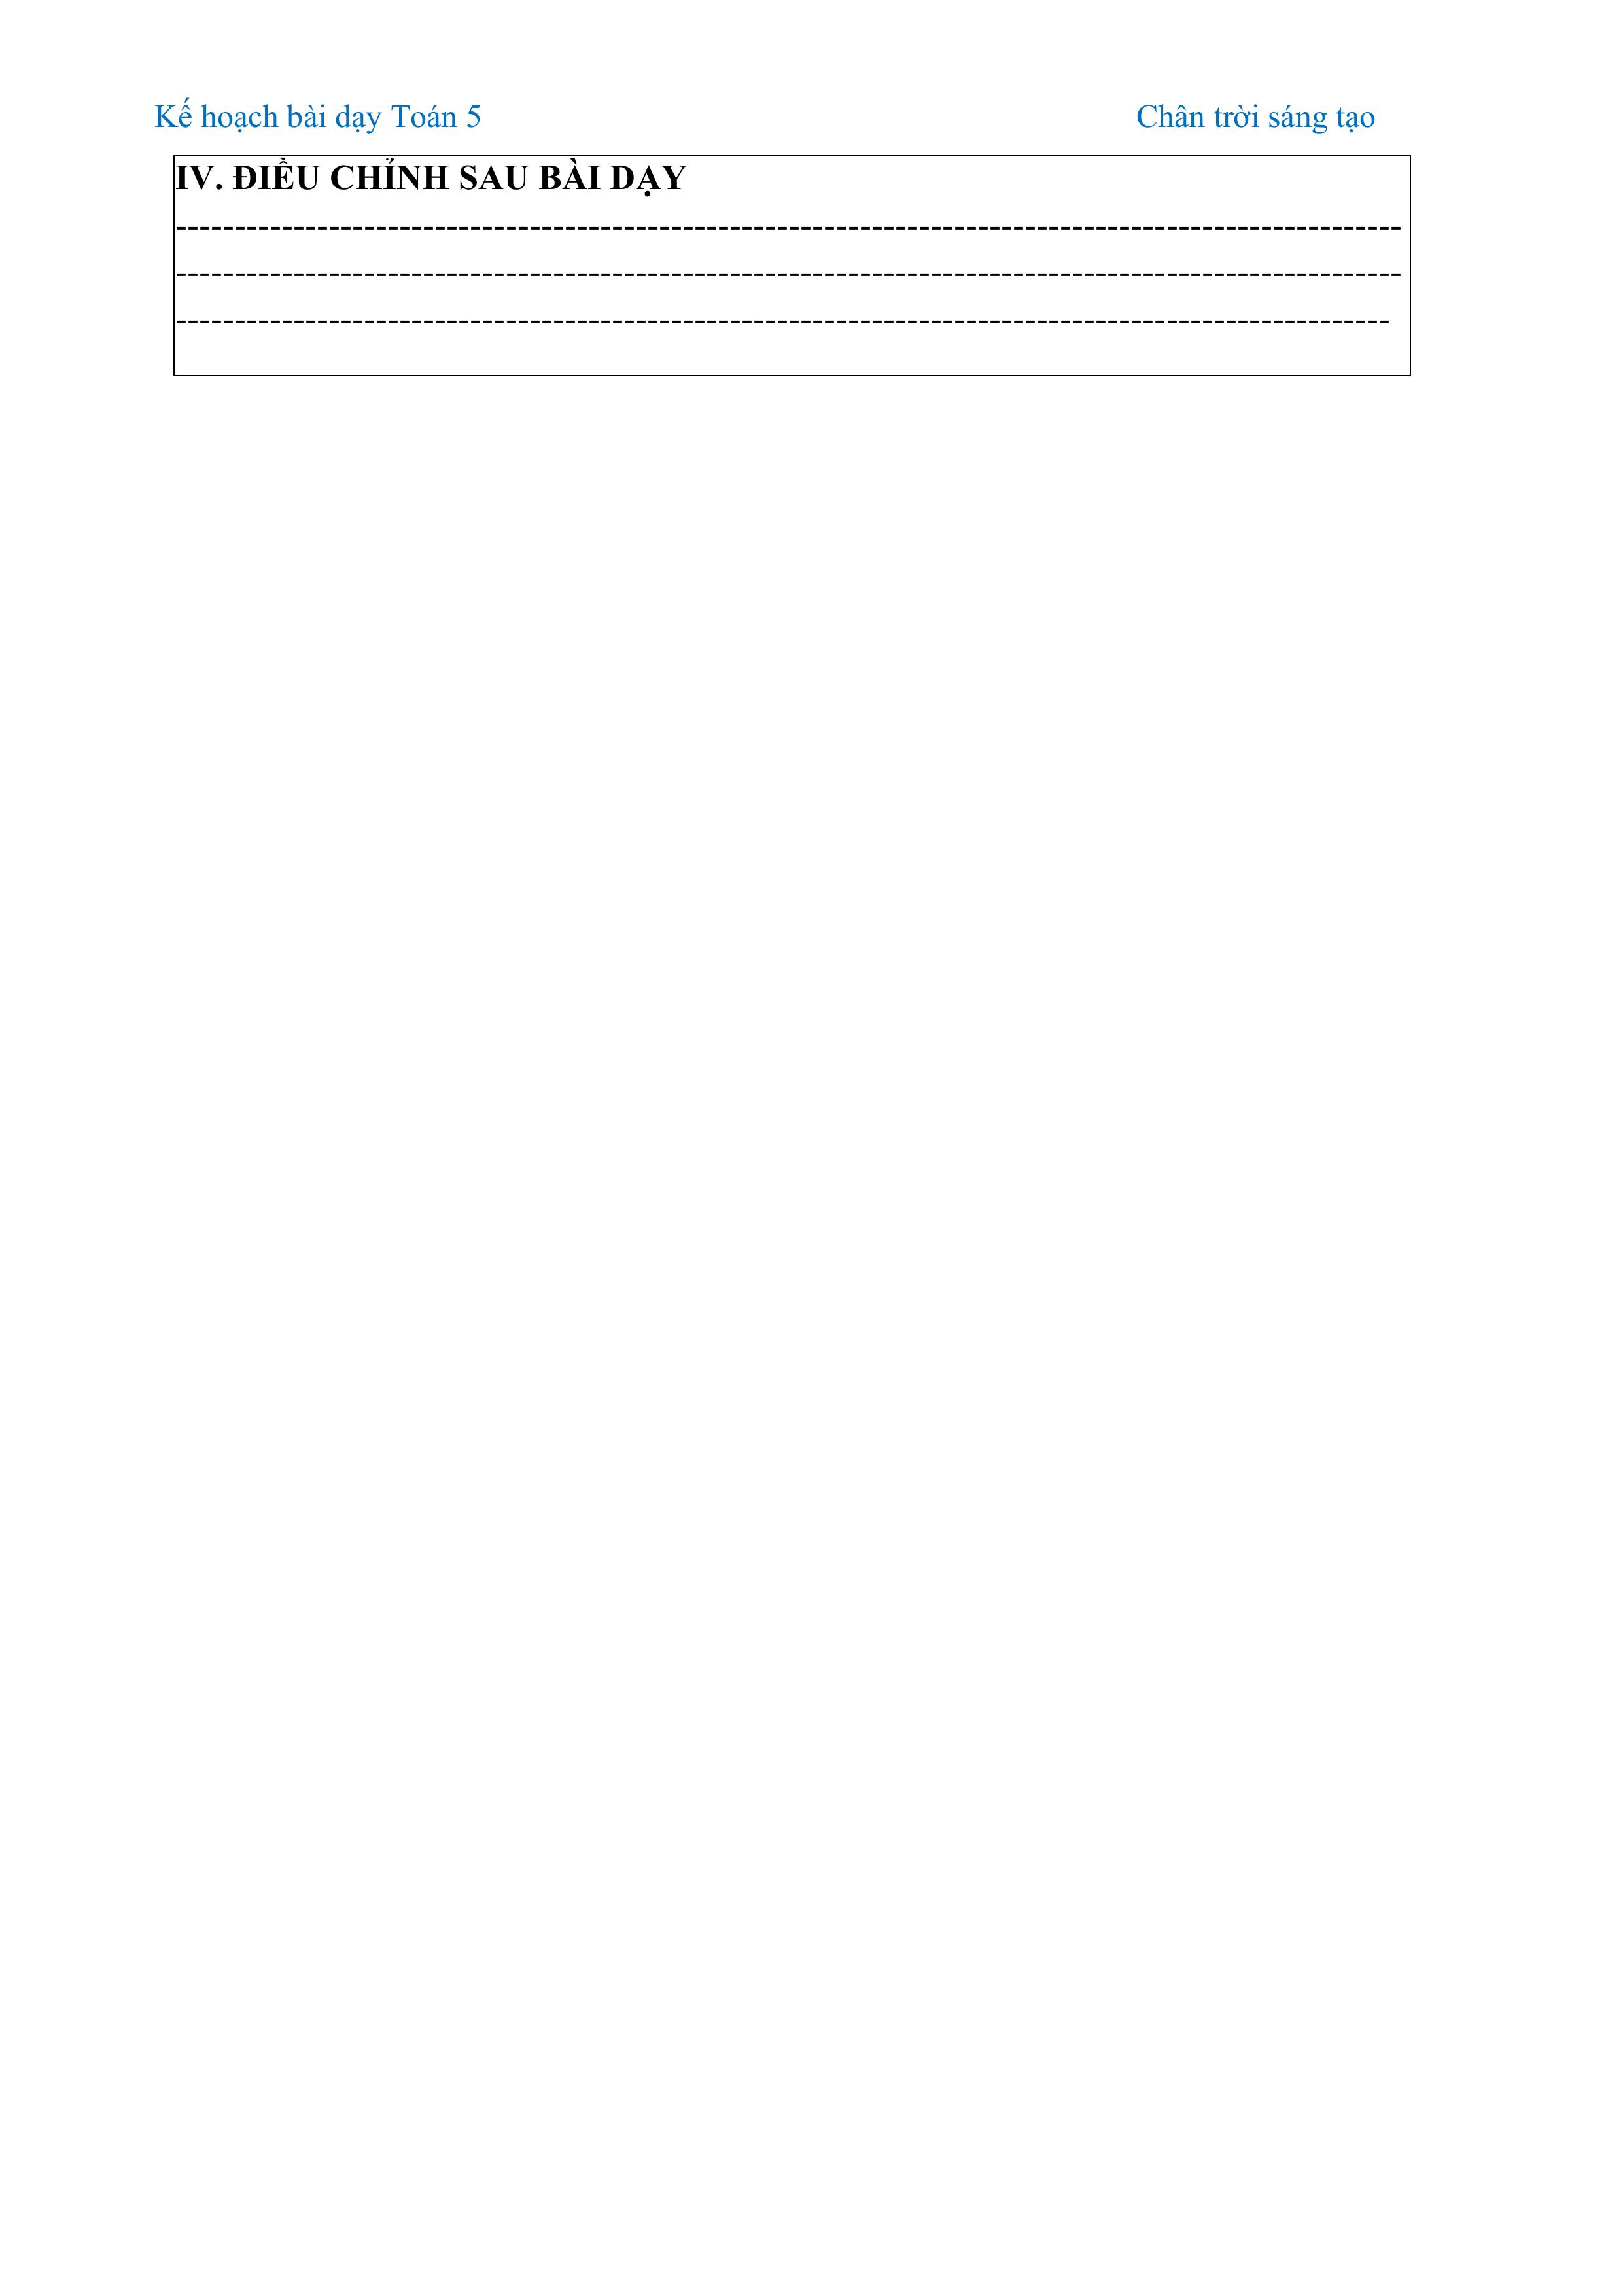 Kế hoạch bài dạy Toán 5 Chân trời sáng tạo
IV. ĐIỀU CHỈNH SAU BÀI DẠY